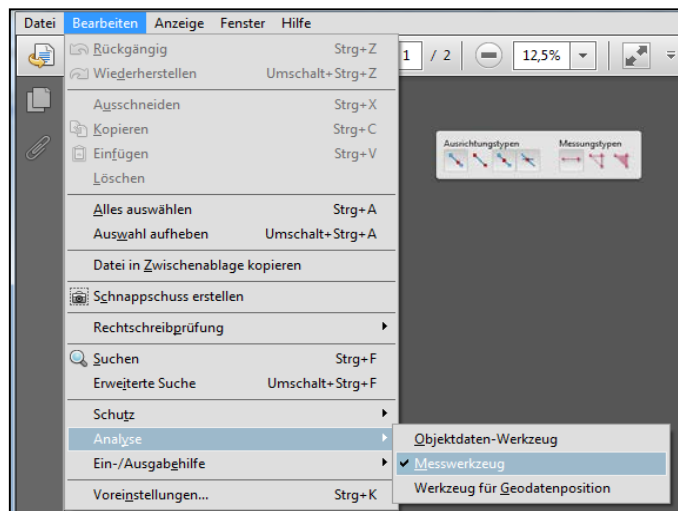 Datei Bearbeiten Anzeige Fenster Hilfe
1 / 2 12,5%
Rückgängig Strg+Z
Wiederherstellen Umschalt+Strg+Z
Ausschneiden Strg+X
Kopieren Strg+C
Einfügen Strg+V
Löschen
Ausrichtungstypen Messungstypen
Alles auswählen Strg+A
Auswahl aufheben Umschalt+Strg+A
Datei in Zwischenablage kopieren
Schnappschuss erstellen
Rechtschreibprüfung
Suchen Strg+F
Erweiterte Suche Umschalt+Strg+F
Schutz
Analyse
Ein-/Ausgabehilfe
Voreinstellungen... Strg+K
Objektdaten-Werkzeug
Messwerkzeug
Werkzeug für Geodatenposition